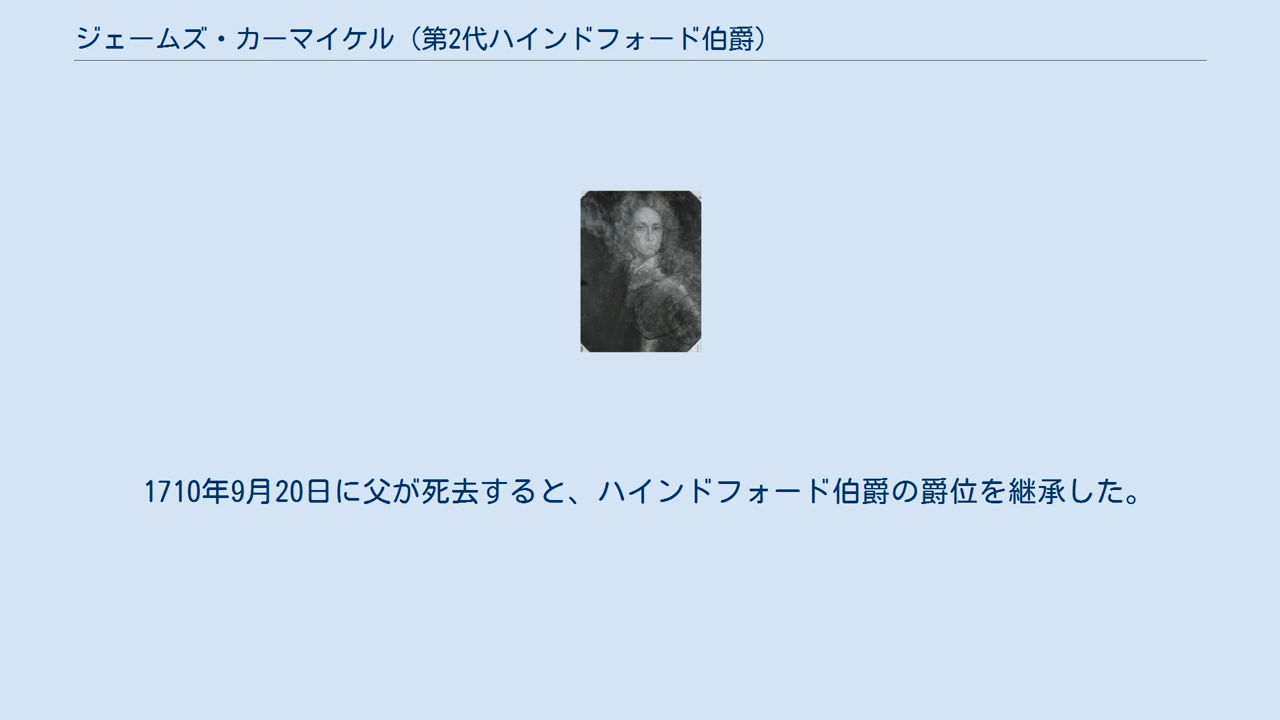 ジェームズ・カーマイケル（第2代ハインドフォード伯爵）
1710年9月20日に父が死去すると、ハインドフォード伯爵の爵位を継承した。